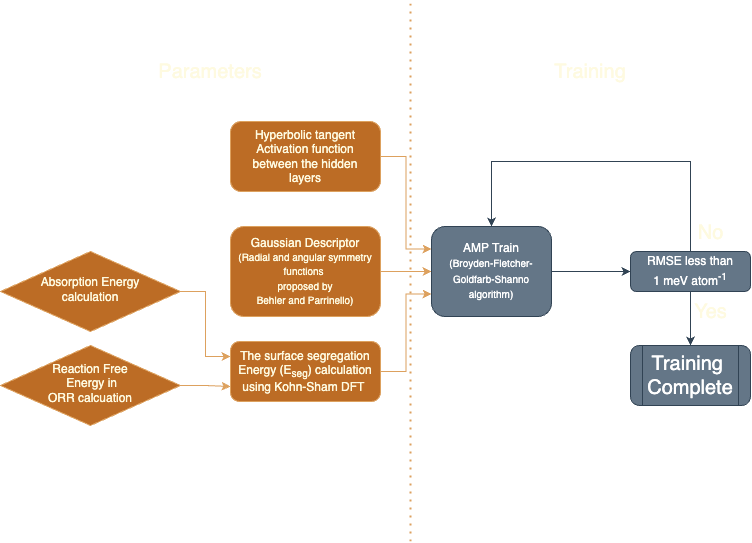 Parameters
Training
Hyperbolic tangent
Activation function
between the hidden
layers
Gaussian Descriptor
(Radial and angular symmetry
functions
proposed by
Behler and Parrinello)
AMP Train
(Broyden-Fletcher-
Goldfarb-Shanno
algorithm)
No
RMSE less than
1 meV atom⁻¹
Yes
Absorption Energy
calculation
The surface segregation
Energy (Eseg) calculation
using Kohn-Sham DFT
Reaction Free
Energy in
ORR calcuation
Training
Complete